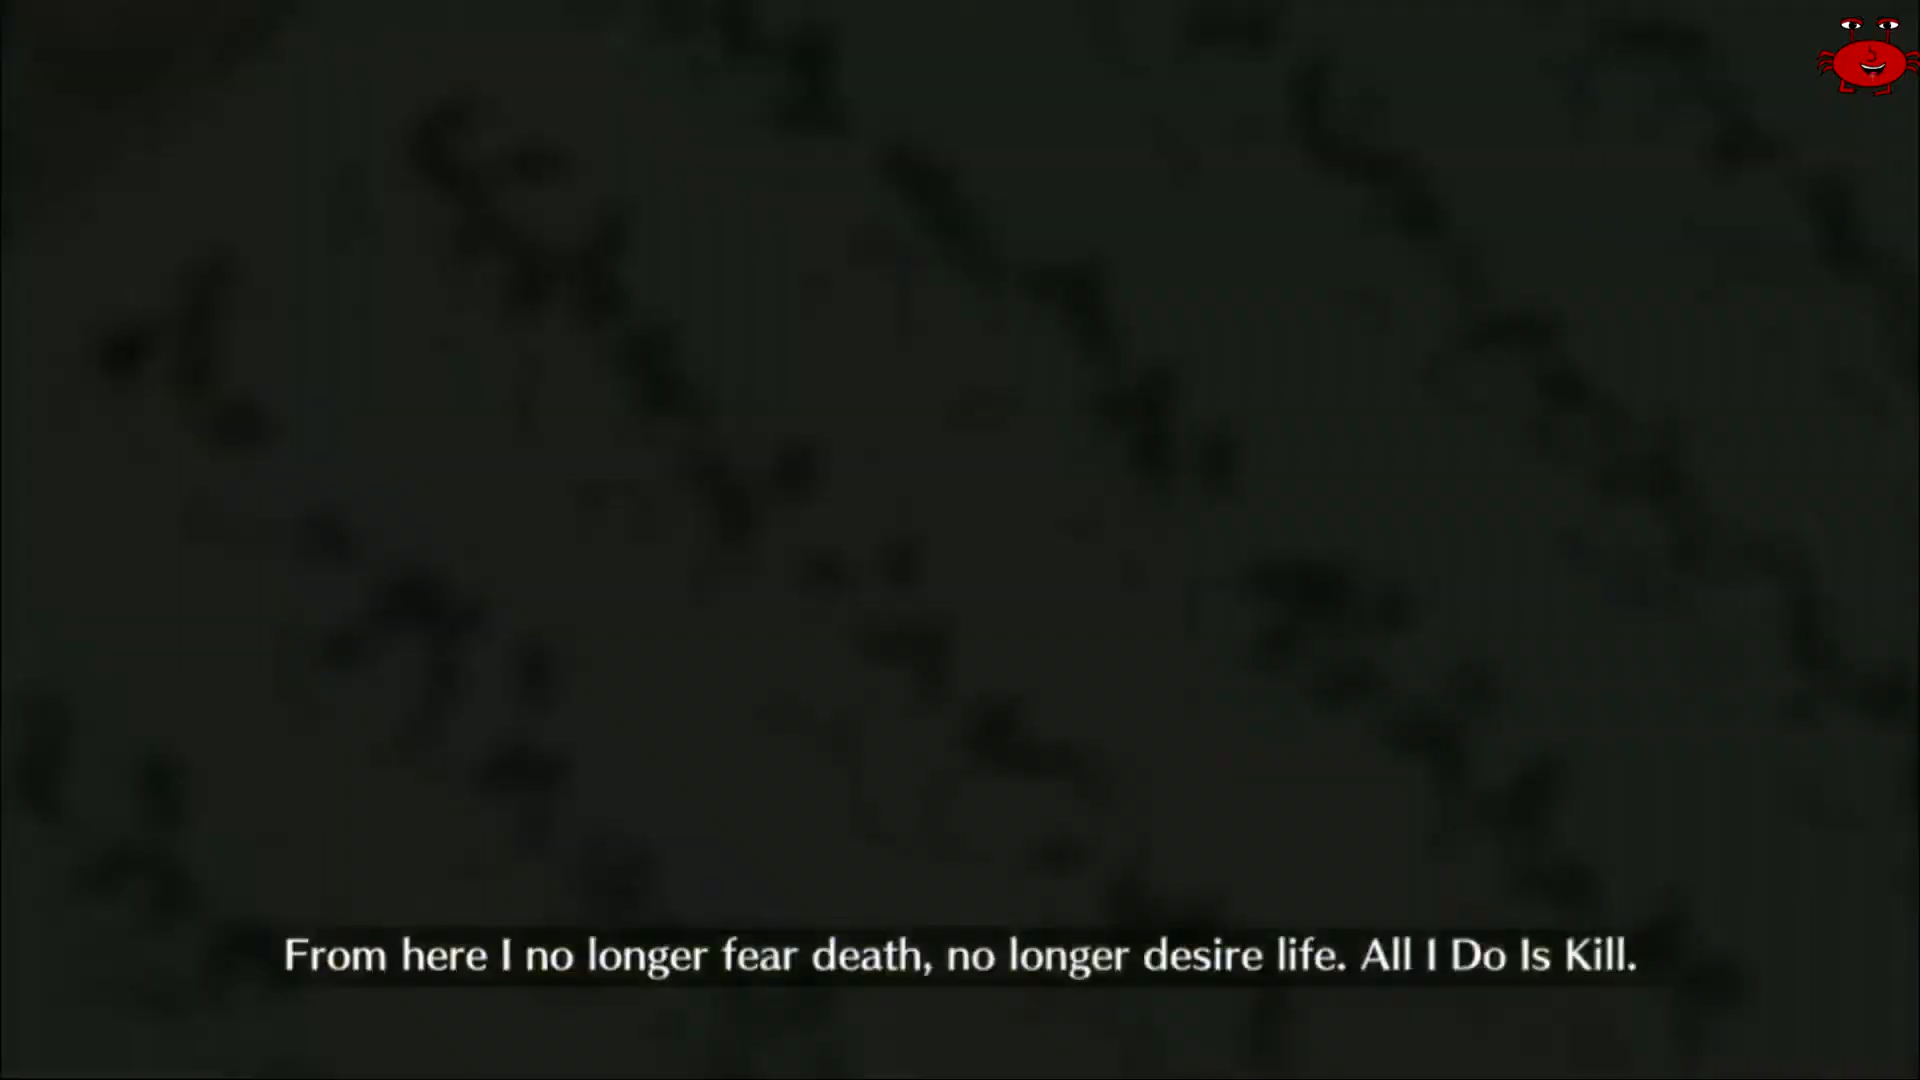 From here I no longer fear death, no longer desire life. All I Do Is Kill.